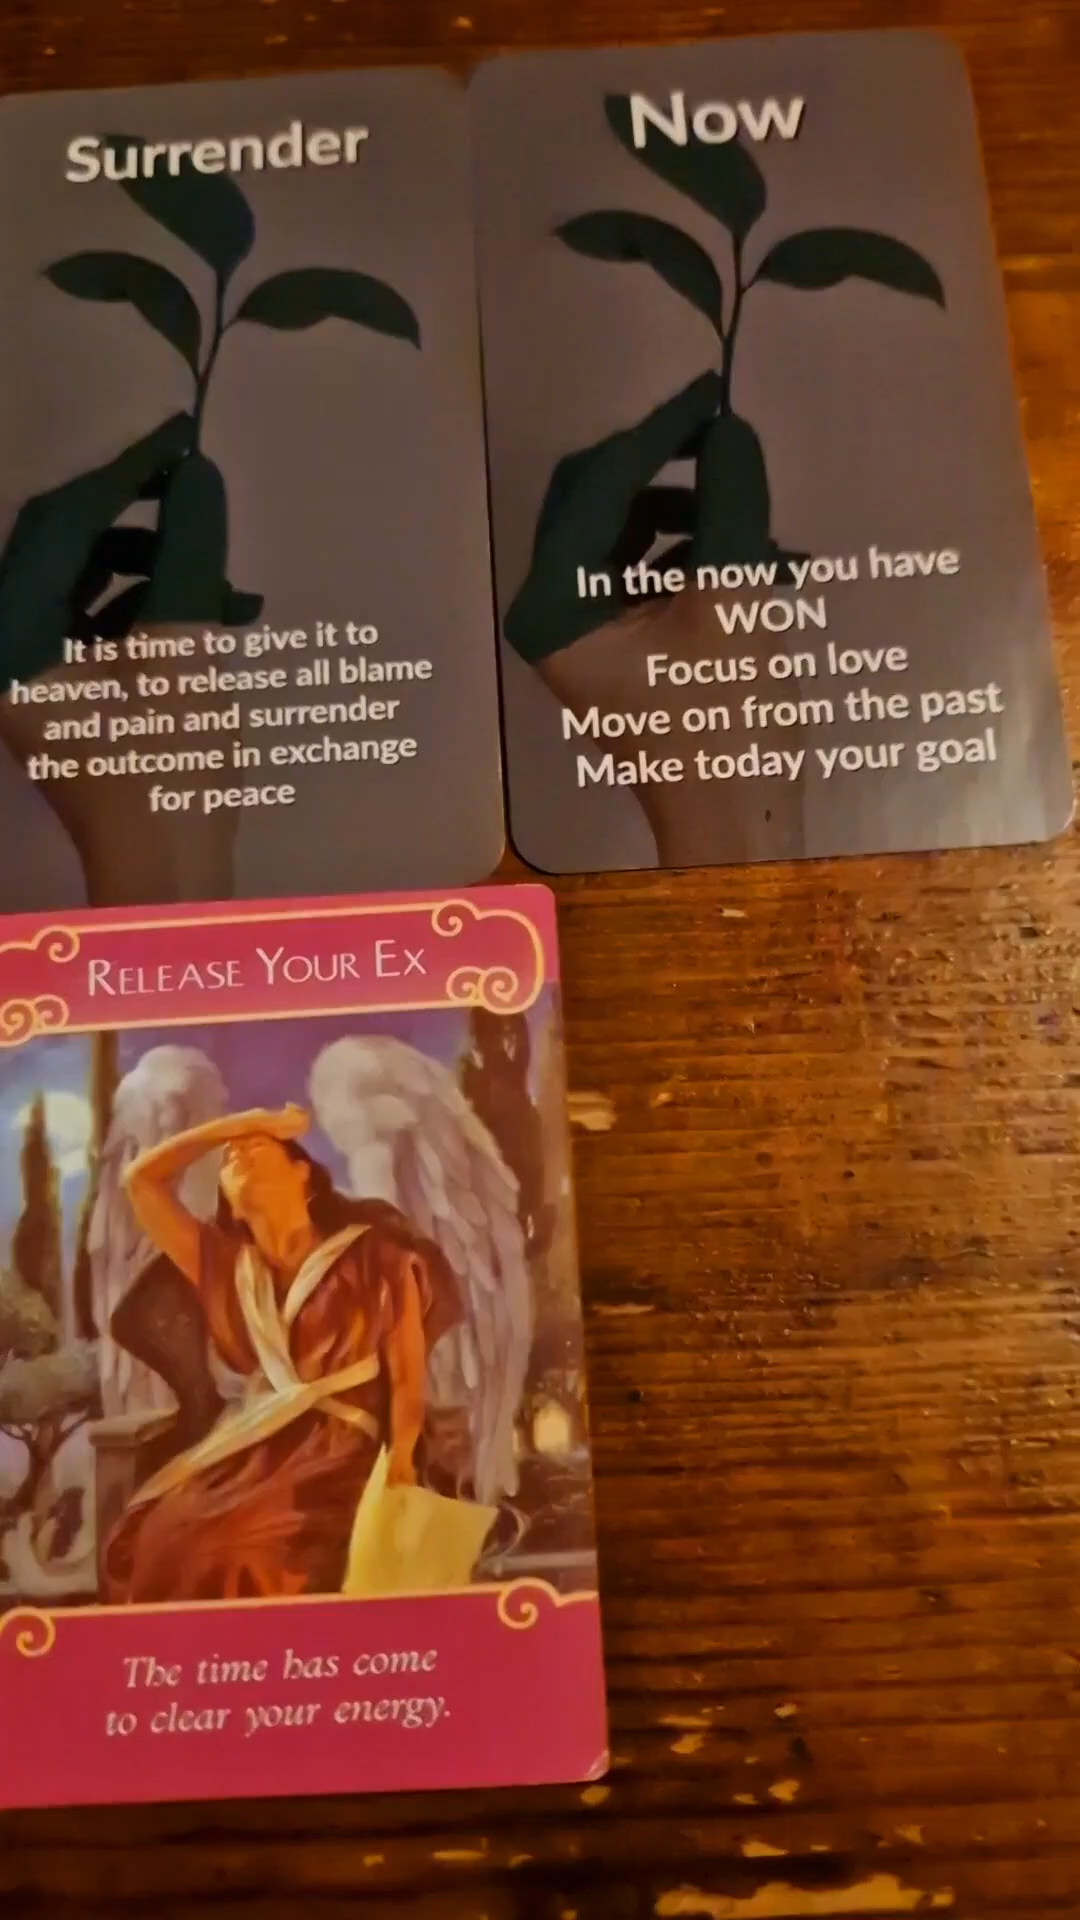 Surrender
It is time to give it to
heaven, to release all blame
and pain and surrender
the outcome in exchange
for peace
Now
In the now you have
WON
Focus on love
Move on from the past
Make today your goal
RELEASE YOUR EX
The time has come
to clear your energy.